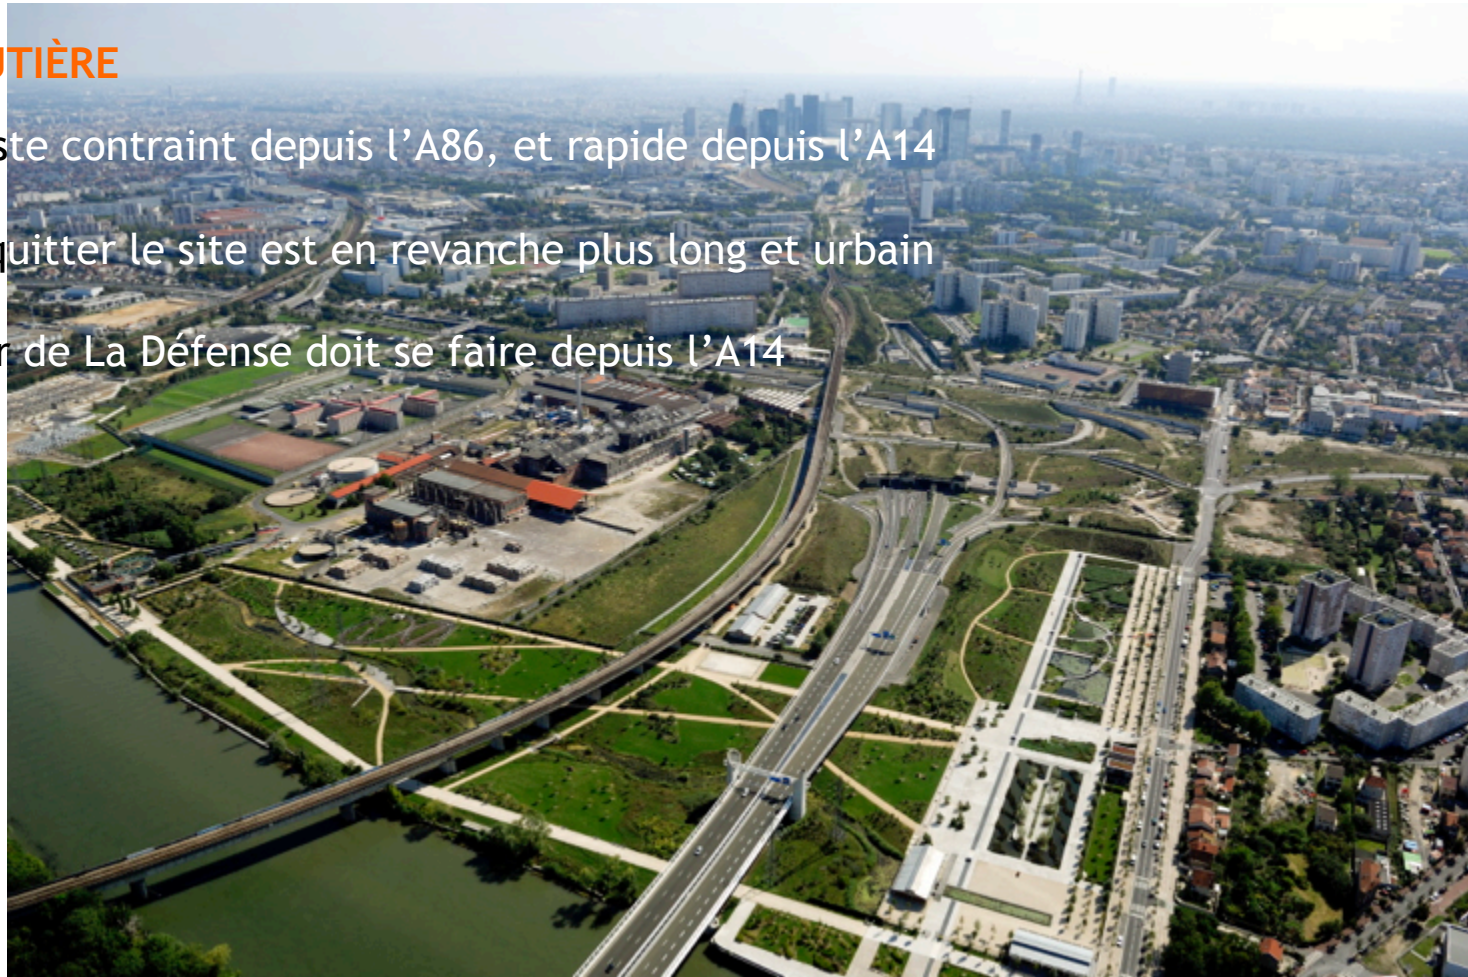 UTIÈRE
ste contraint depuis l’A86, et rapide depuis l’A14
quitter le site est en revanche plus long et urbain
r de La Défense doit se faire depuis l’A14